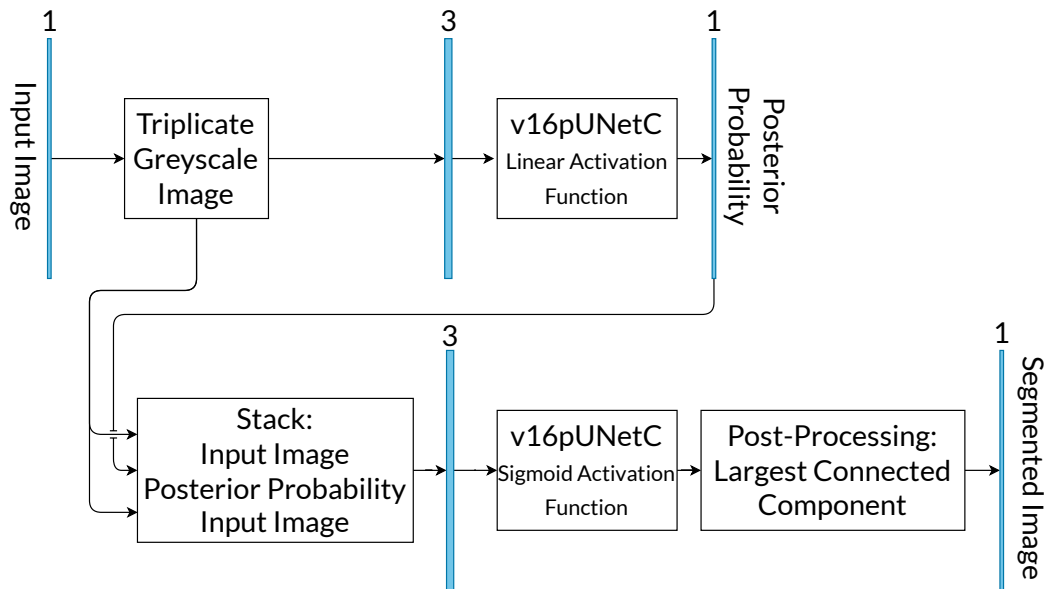 1
3
1
Input Image
Triplicate
Greyscale
Image
v16pUNetC
Linear Activation
Function
Posterior
Probability
3
1
Stack:
Input Image
Posterior Probability
Input Image
v16pUNetC
Sigmoid Activation
Function
Post-Processing:
Largest Connected
Component
Segmented Image